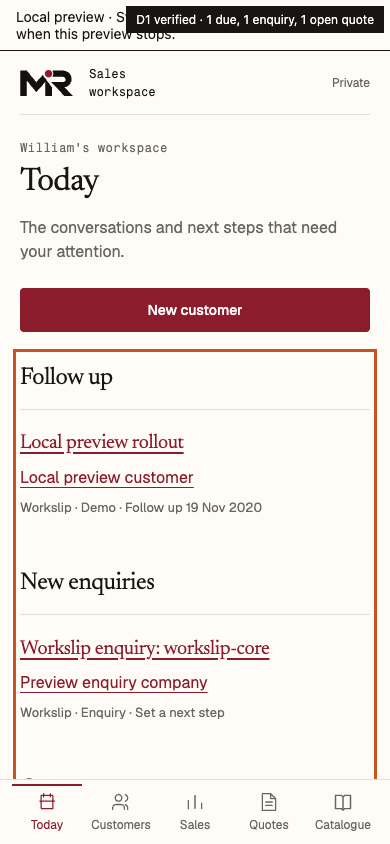 Local preview · S
when this preview stops.
D1 verified · 1 due, 1 enquiry, 1 open quote
MR
Sales
workspace
Private
William's workspace
Today
The conversations and next steps that need
your attention.
New customer
Follow up
Local preview rollout
Local preview customer
Workslip · Demo · Follow up 19 Nov 2020
New enquiries
Workslip enquiry: workslip-core
Preview enquiry company
Workslip · Enquiry · Set a next step
Today
Customers
Sales
Quotes
Catalogue